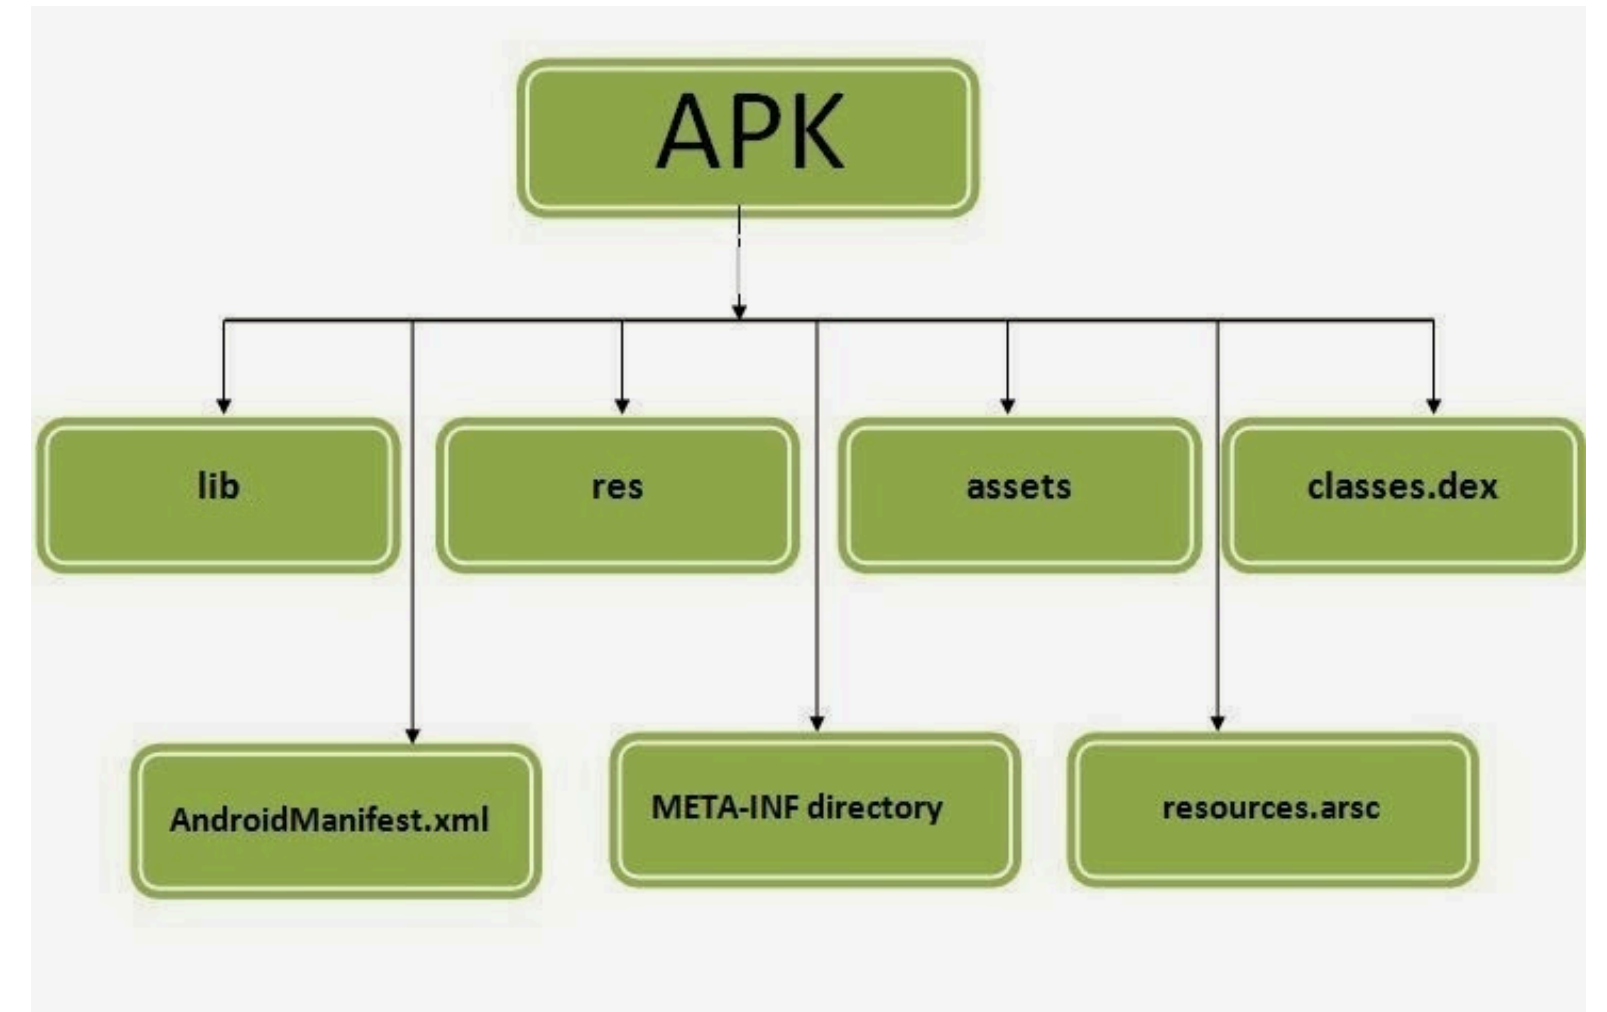 APK
lib
res
assets
classes.dex
AndroidManifest.xml
META-INF directory
resources.arsc